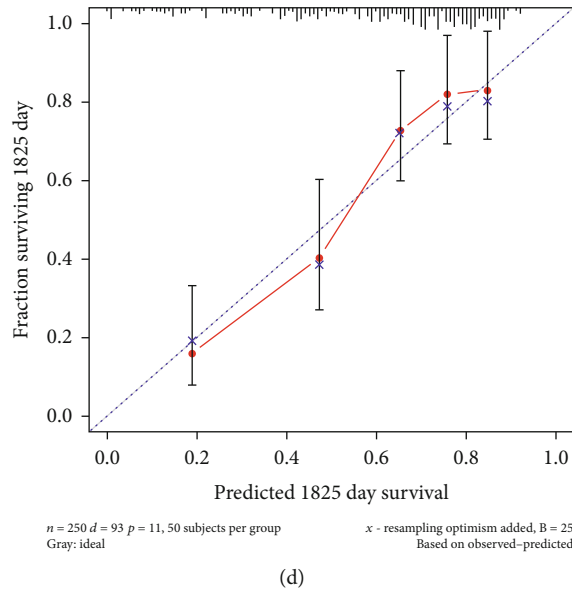 1.0
0.8
0.6
0.4
0.2
0.0
Fraction surviving 1825 day
0.0 0.2 0.4 0.6 0.8 1.0
Predicted 1825 day survival
n = 250 d = 93 p = 11, 50 subjects per group
Gray: ideal
x - resampling optimism added, B = 25
Based on observed–predicted
(d)